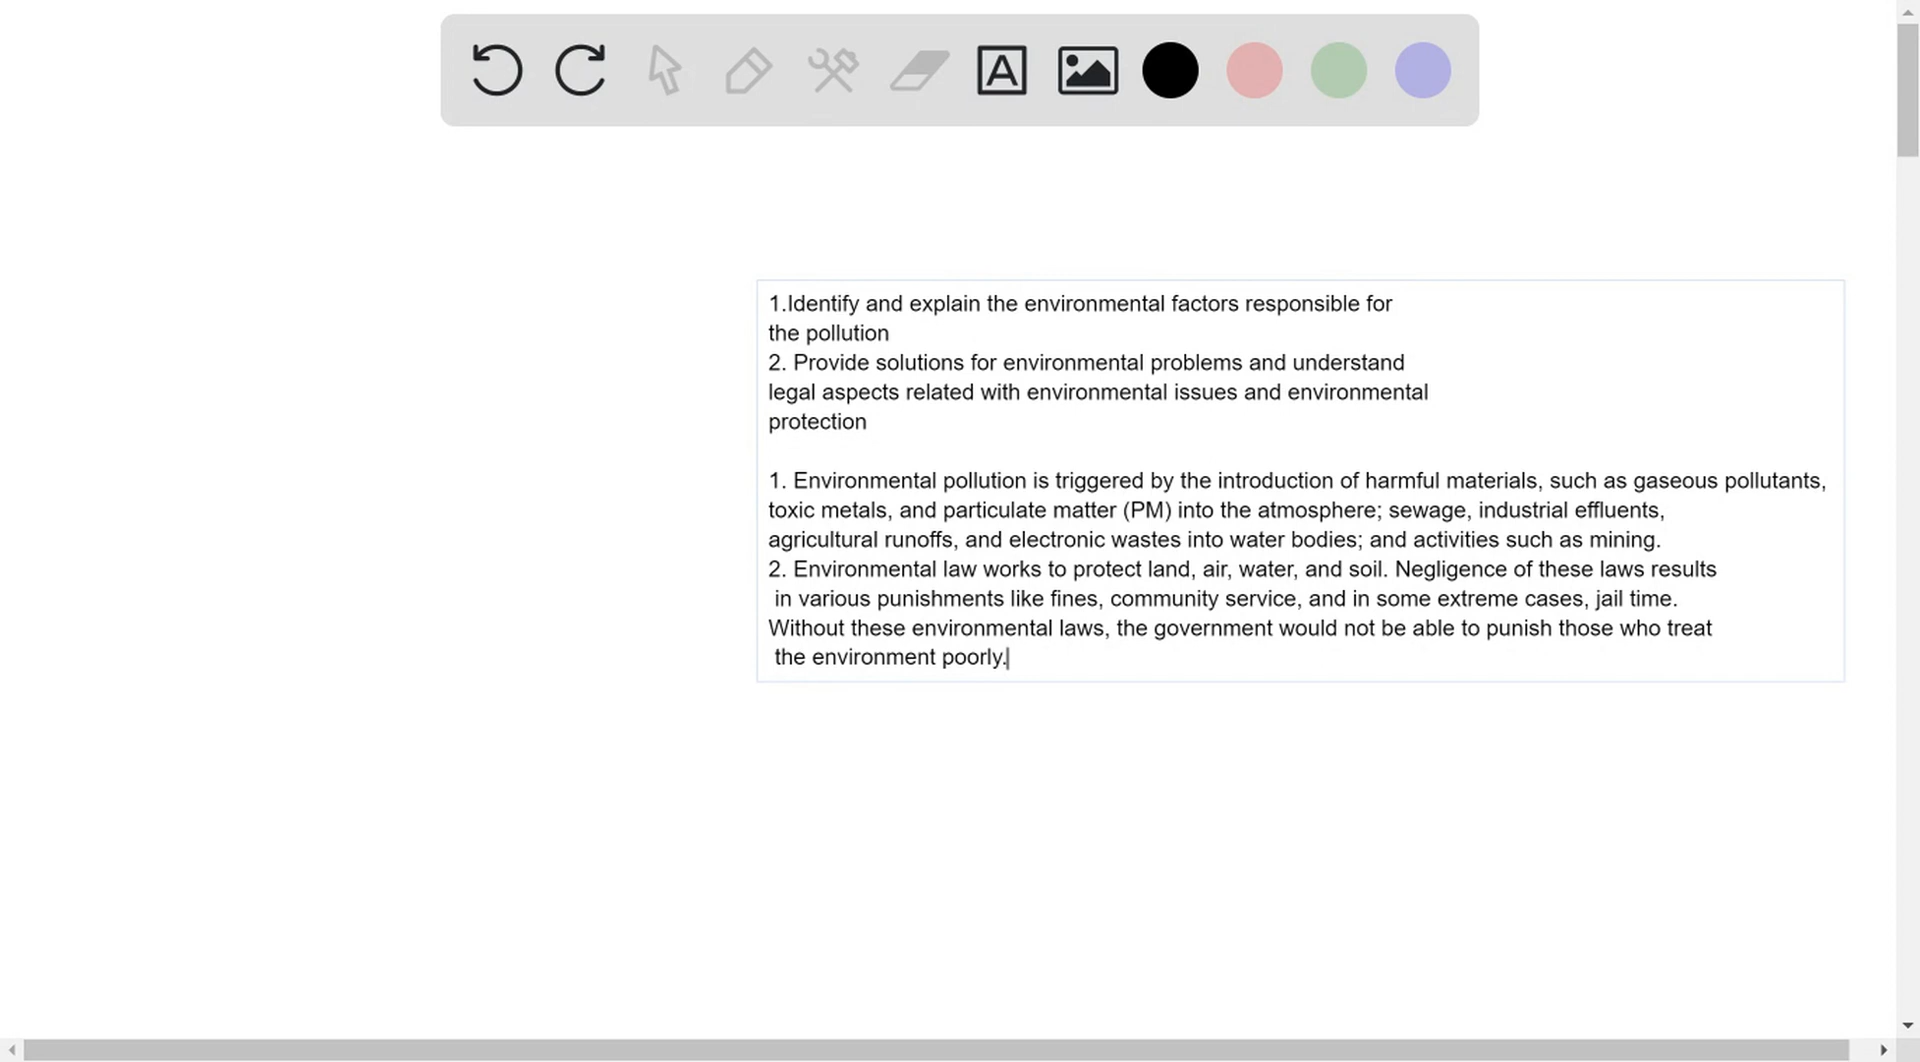 A
1.Identify and explain the environmental factors responsible for
the pollution
2. Provide solutions for environmental problems and understand
legal aspects related with environmental issues and environmental
protection
1. Environmental pollution is triggered by the introduction of harmful materials, such as gaseous pollutants,
toxic metals, and particulate matter (PM) into the atmosphere; sewage, industrial effluents,
agricultural runoffs, and electronic wastes into water bodies; and activities such as mining.
2. Environmental law works to protect land, air, water, and soil. Negligence of these laws results
in various punishments like fines, community service, and in some extreme cases, jail time.
Without these environmental laws, the government would not be able to punish those who treat
the environment poorly.